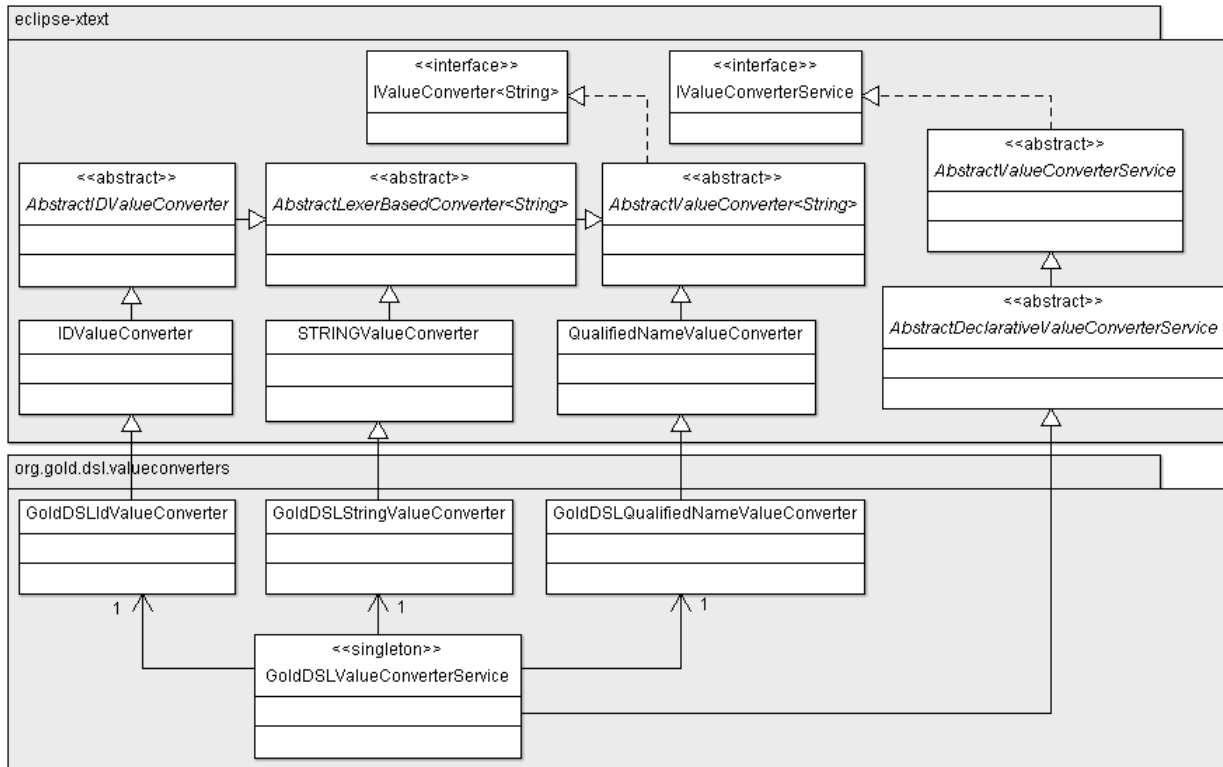 eclipse-xtext
<<interface>>
IValueConverter<String>
<<interface>>
IValueConverterService
<<abstract>>
AbstractValueConverterService
<<abstract>>
AbstractIDValueConverter
<<abstract>>
AbstractLexerBasedConverter<String>
<<abstract>>
AbstractValueConverter<String>
<<abstract>>
AbstractDeclarativeValueConverterService
IDValueConverter
STRINGValueConverter
QualifiedNameValueConverter
org.gold.dsl.valueconverters
GoldDSLIdValueConverter
GoldDSLStringValueConverter
GoldDSLQualifiedNameValueConverter
1
1
1
<<singleton>>
GoldDSLValueConverterService